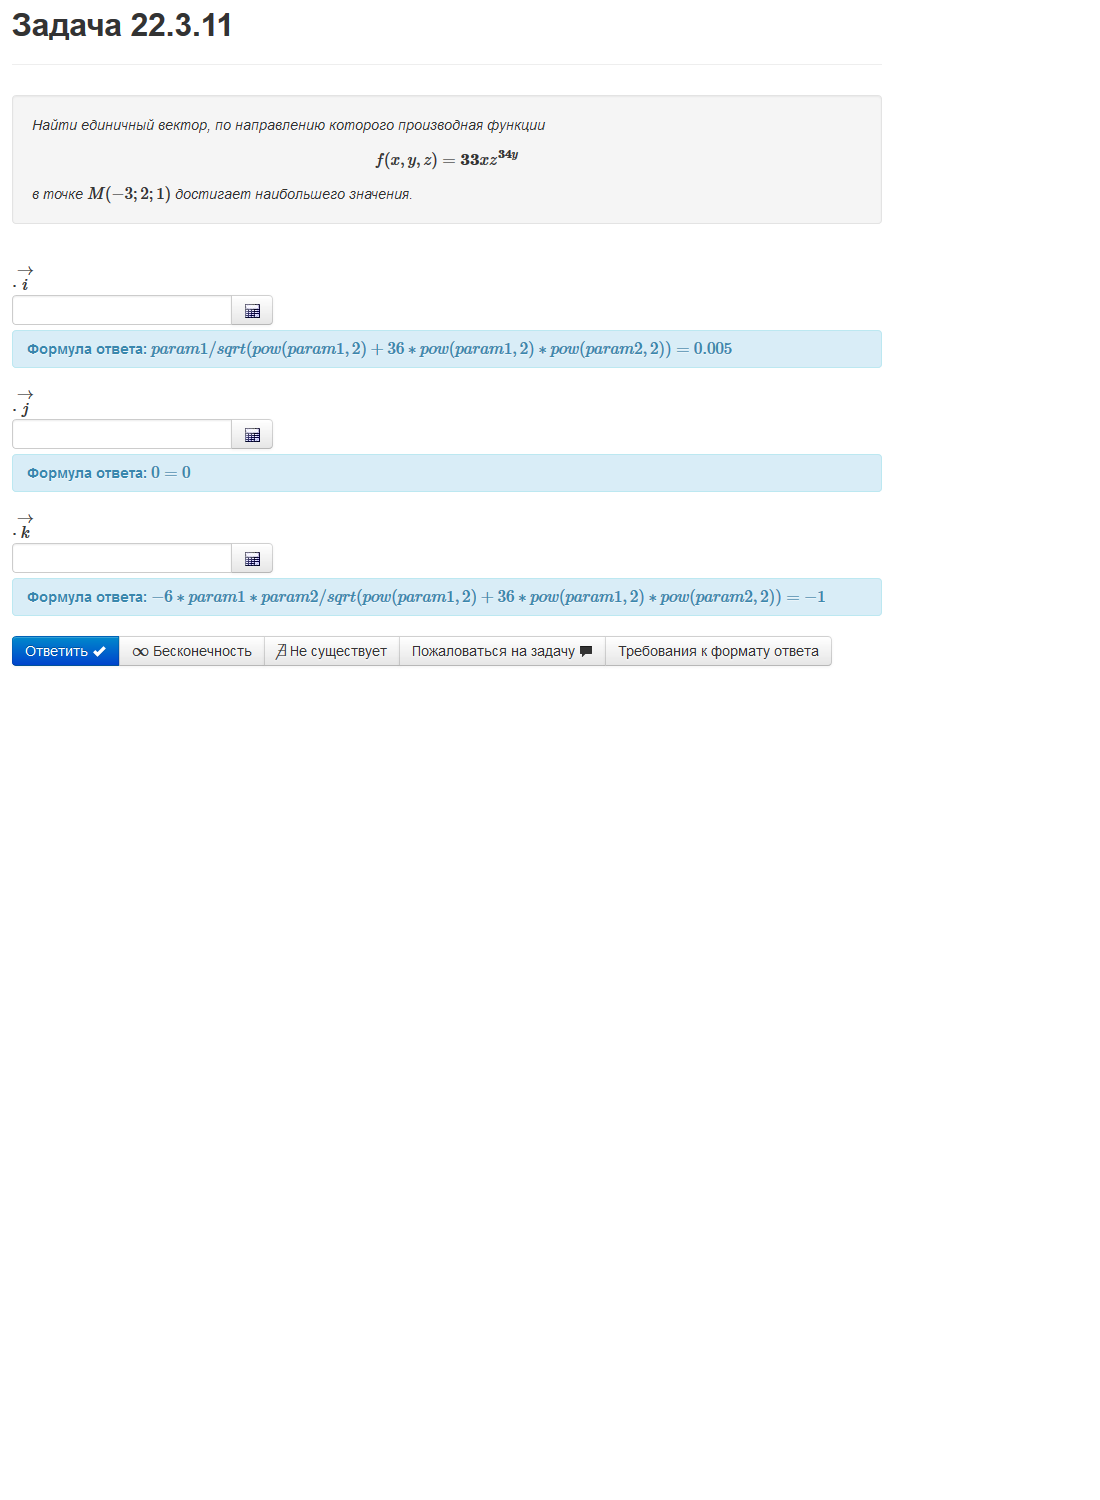 Задача 22.3.11
Найти единичный вектор, по направлению которого производная функции
f(x, y, z) = 33xz^{34y}
в точке M(−3; 2; 1) достигает наибольшего значения.
· \vec{i}
Формула ответа: param1/sqrt(pow(param1, 2) + 36 ∗ pow(param1, 2) ∗ pow(param2, 2)) = 0.005
· \vec{j}
Формула ответа: 0 = 0
· \vec{k}
Формула ответа: −6 ∗ param1 ∗ param2/sqrt(pow(param1, 2) + 36 ∗ pow(param1, 2) ∗ pow(param2, 2)) = −1
Ответить ✔ ∞ Бесконечность ∄ Не существует Пожаловаться на задачу Требования к формату ответа